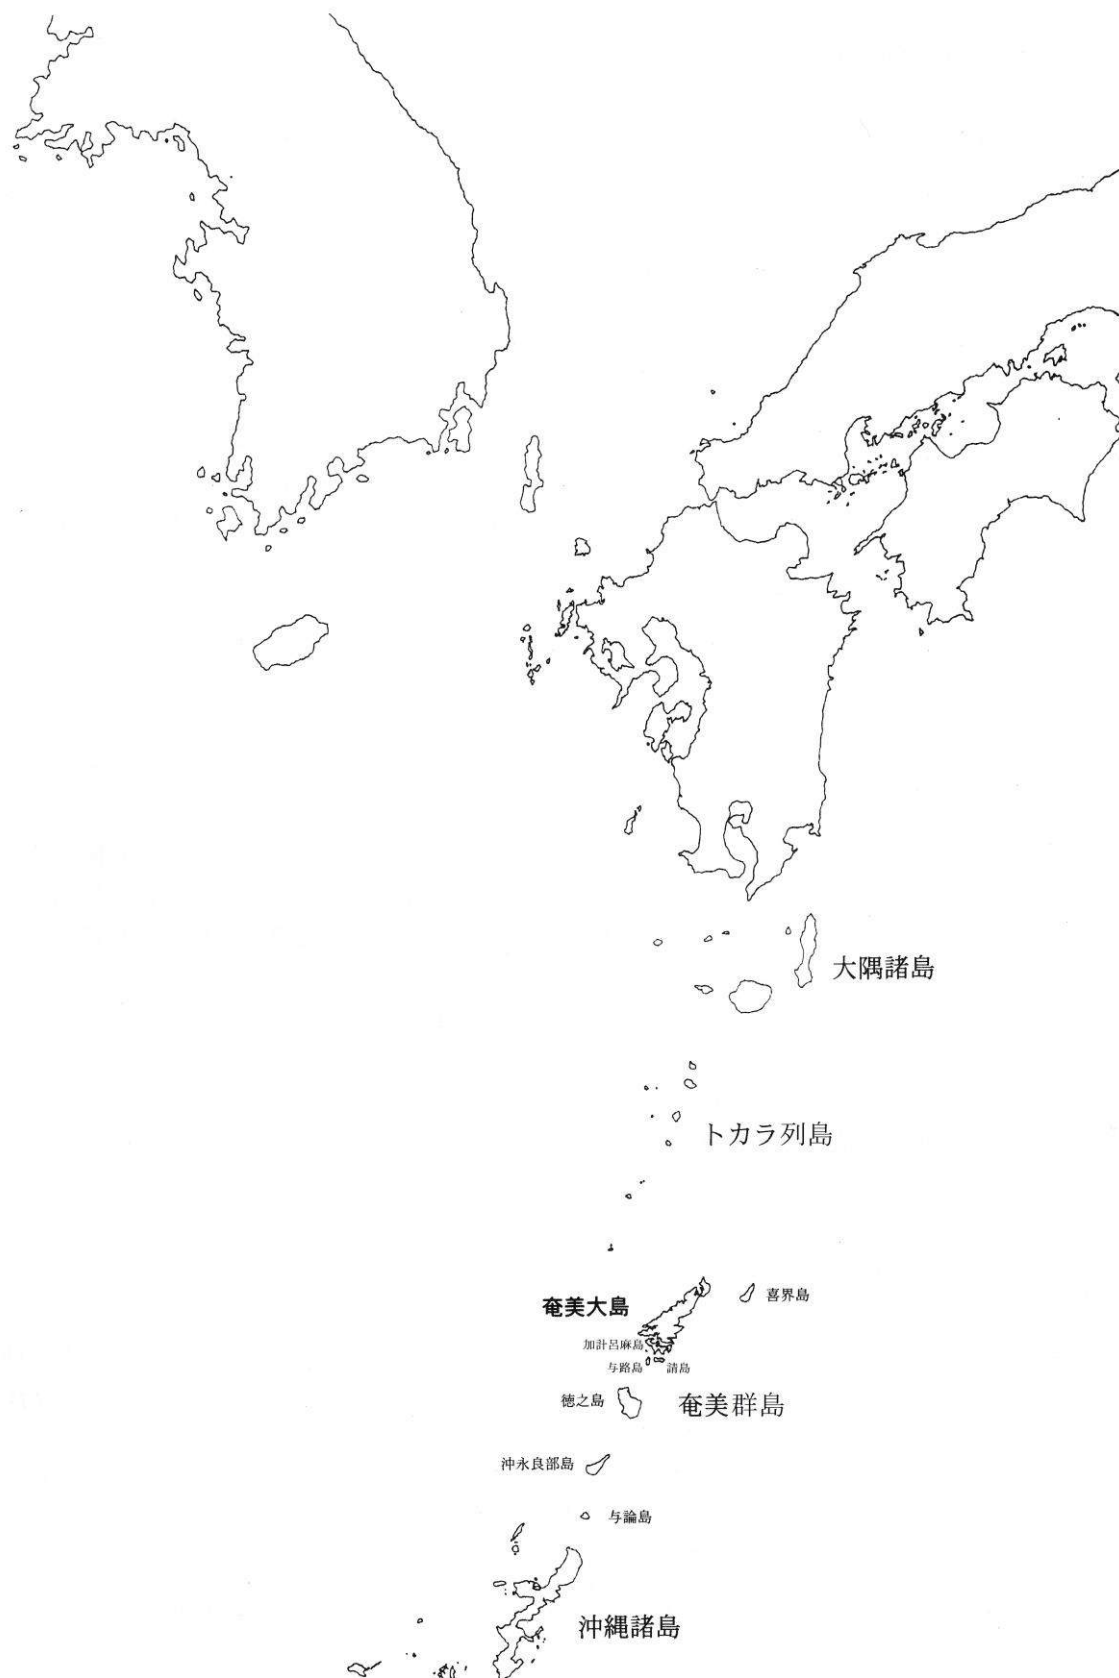 大隅諸島
トカラ列島
奄美大島
喜界島
加計呂麻島
与路島
請島
徳之島
奄美群島
沖永良部島
与論島
沖縄諸島